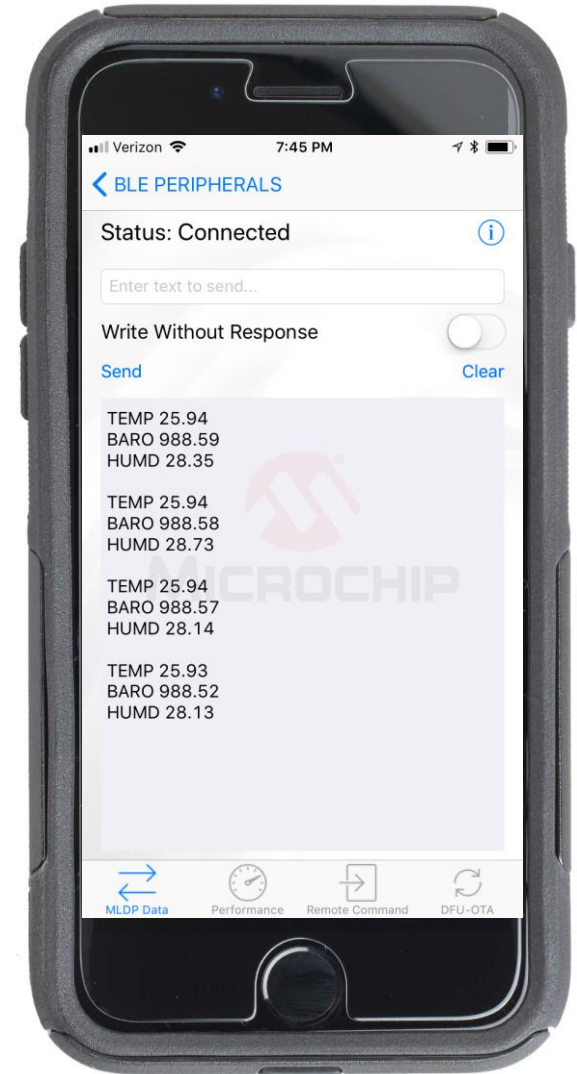 Verizon 7:45 PM
BLE PERIPHERALS
Status: Connected
Enter text to send...
Write Without Response
Send Clear
TEMP 25.94
BARO 988.59
HUMD 28.35
TEMP 25.94
BARO 988.58
HUMD 28.73
TEMP 25.94
BARO 988.57
HUMD 28.14
TEMP 25.93
BARO 988.52
HUMD 28.13
MICROCHIP
MLDP Data Performance Remote Command DFU-OTA